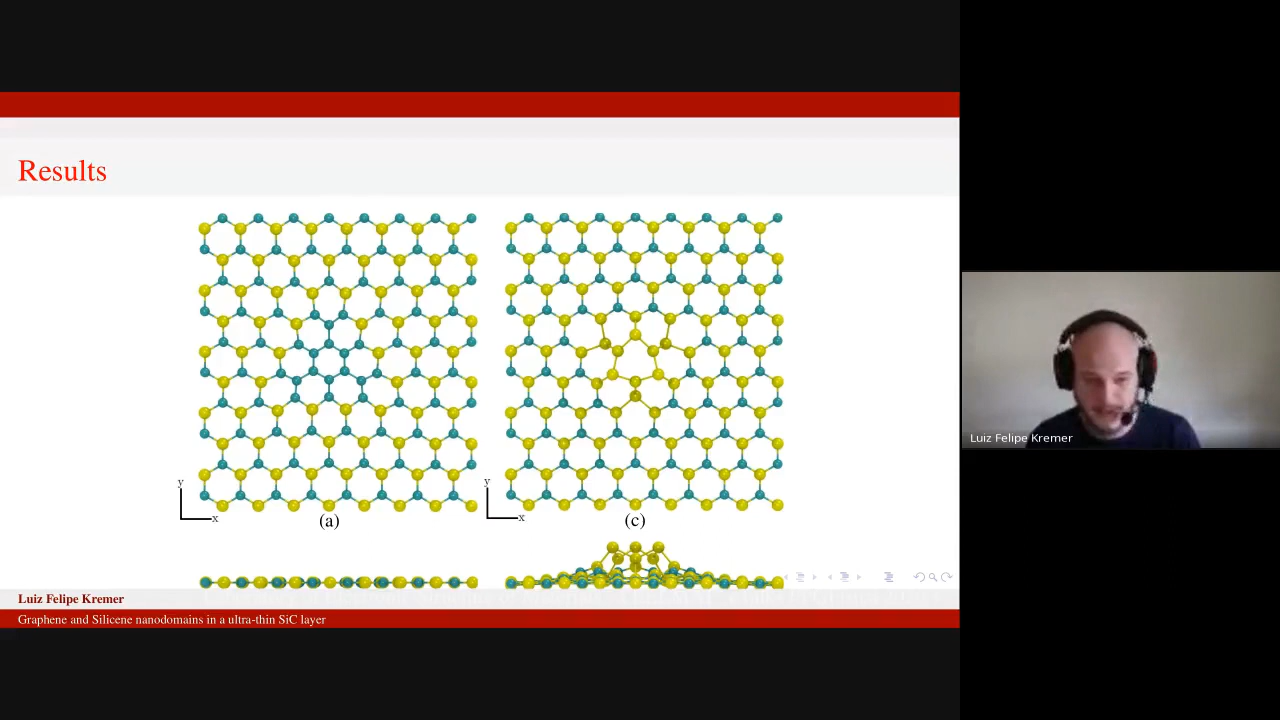 Results
y
x
(a)
y
x
(c)
Luiz Felipe Kremer
Graphene and Silicene nanodomains in a ultra-thin SiC layer
Luiz Felipe Kremer